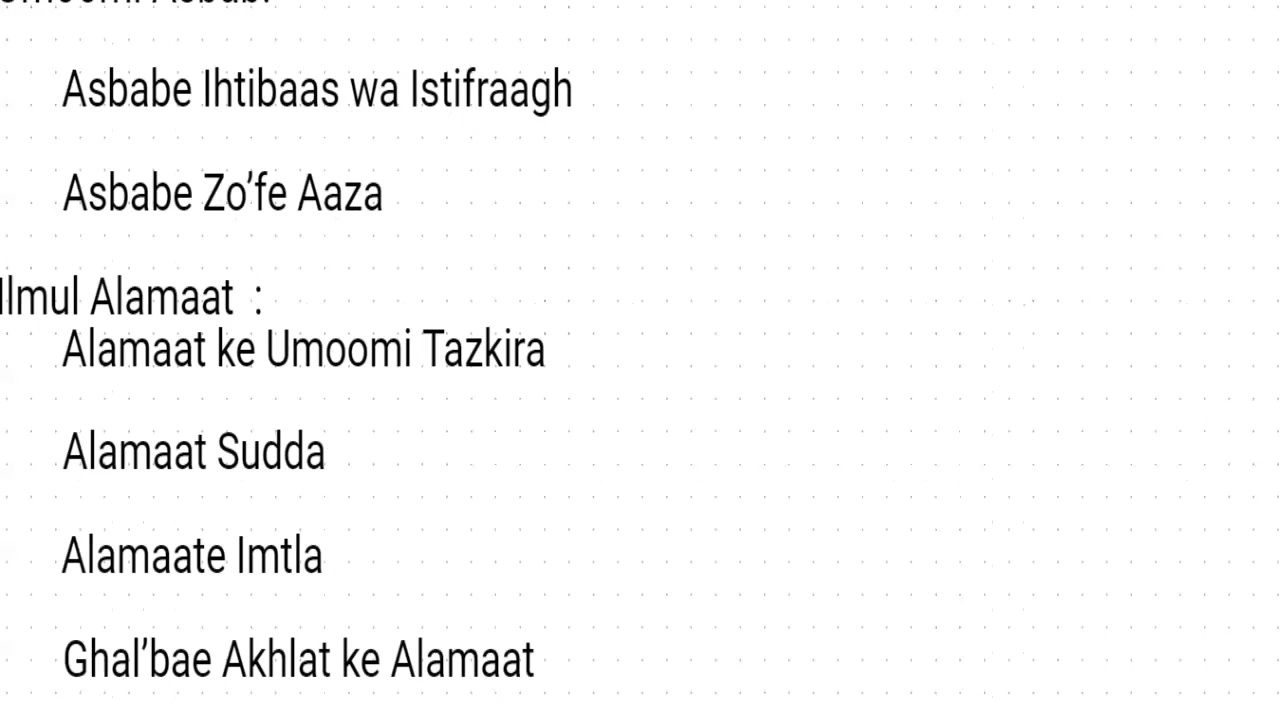 Asbabe Ihtibaas wa Istifraagh
Asbabe Zo’fe Aaza
Ilmul Alamaat :
Alamaat ke Umoomi Tazkira
Alamaat Sudda
Alamaate Imtla
Ghal’bae Akhlat ke Alamaat